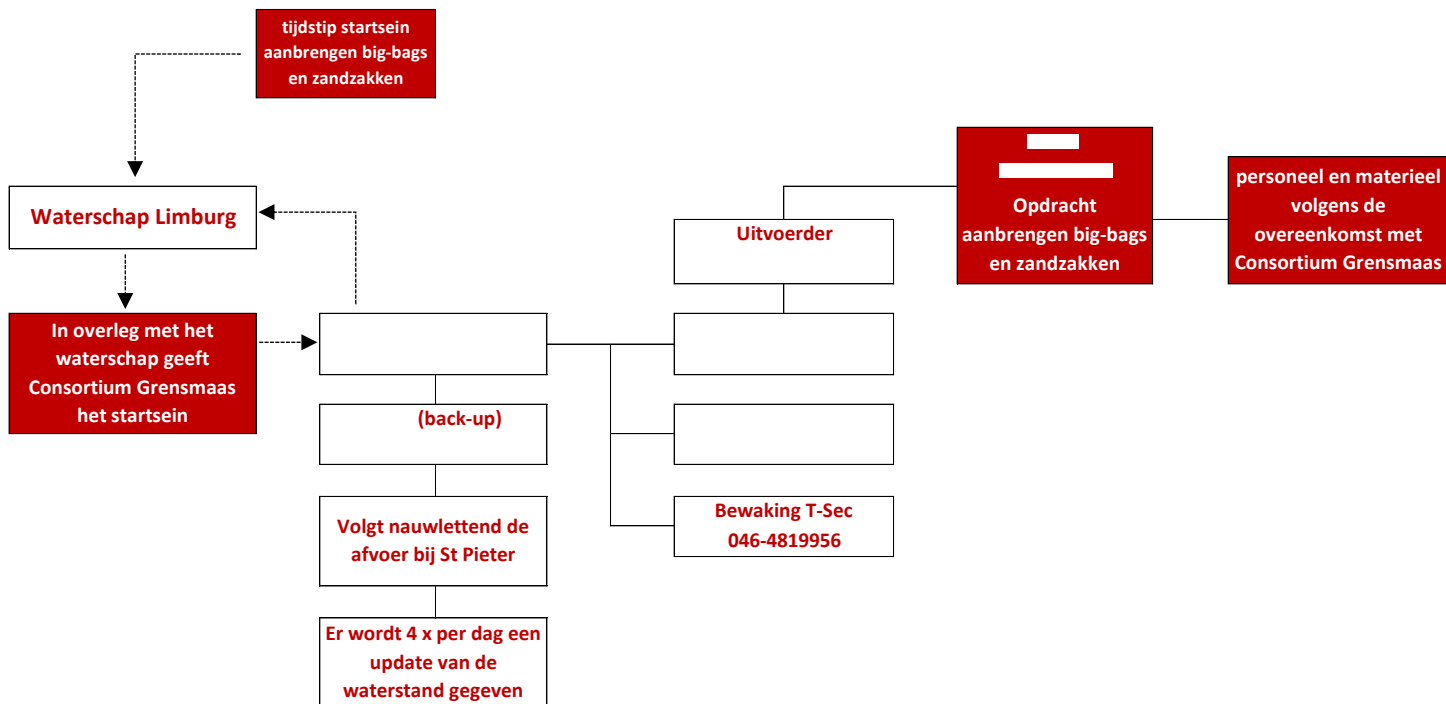 tijdstip startsein
aanbrengen big-bags
en zandzakken
Waterschap Limburg
In overleg met het
waterschap geeft
Consortium Grensmaas
het startsein
(back-up)
Volgt nauwlettend de
afvoer bij St Pieter
Er wordt 4 x per dag een
update van de
waterstand gegeven
Uitvoerder
Bewaking T-Sec
046-4819956
Opdracht
aanbrengen big-bags
en zandzakken
personeel en materieel
volgens de
overeenkomst met
Consortium Grensmaas